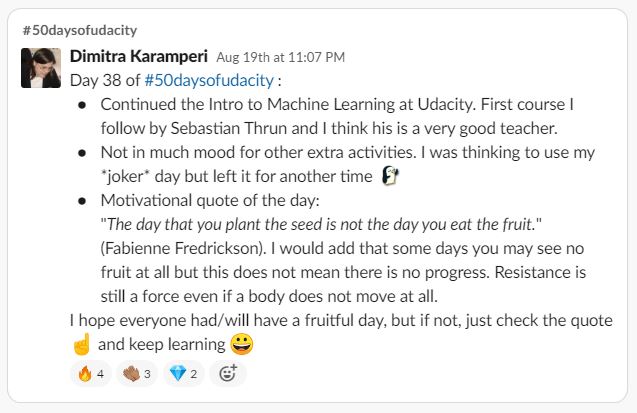 #50daysofudacity
Dimitra Karamperi Aug 19th at 11:07 PM
Day 38 of #50daysofudacity :
● Continued the Intro to Machine Learning at Udacity. First course I
follow by Sebastian Thrun and I think his is a very good teacher.
● Not in much mood for other extra activities. I was thinking to use my
*joker* day but left it for another time
● Motivational quote of the day:
"The day that you plant the seed is not the day you eat the fruit."
(Fabienne Fredrickson). I would add that some days you may see no
fruit at all but this does not mean there is no progress. Resistance is
still a force even if a body does not move at all.
I hope everyone had/will have a fruitful day, but if not, just check the quote
☝ and keep learning 😀
🔥 4 👏🏽 3 💎 2